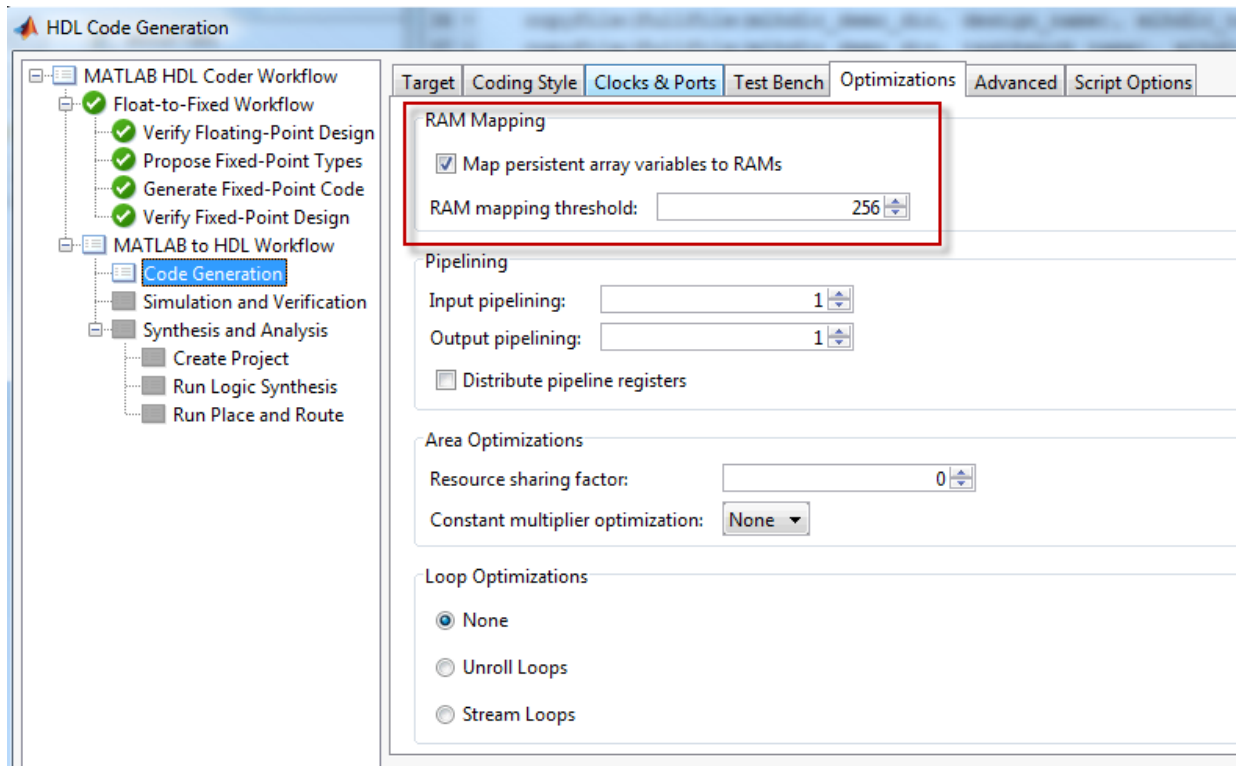 HDL Code Generation
MATLAB HDL Coder Workflow
Float-to-Fixed Workflow
Verify Floating-Point Design
Propose Fixed-Point Types
Generate Fixed-Point Code
Verify Fixed-Point Design
MATLAB to HDL Workflow
Code Generation
Simulation and Verification
Synthesis and Analysis
Create Project
Run Logic Synthesis
Run Place and Route
Target Coding Style Clocks & Ports Test Bench Optimizations Advanced Script Options
RAM Mapping
Map persistent array variables to RAMs
RAM mapping threshold: 256
Pipelining
Input pipelining: 1
Output pipelining: 1
Distribute pipeline registers
Area Optimizations
Resource sharing factor: 0
Constant multiplier optimization: None
Loop Optimizations
None
Unroll Loops
Stream Loops